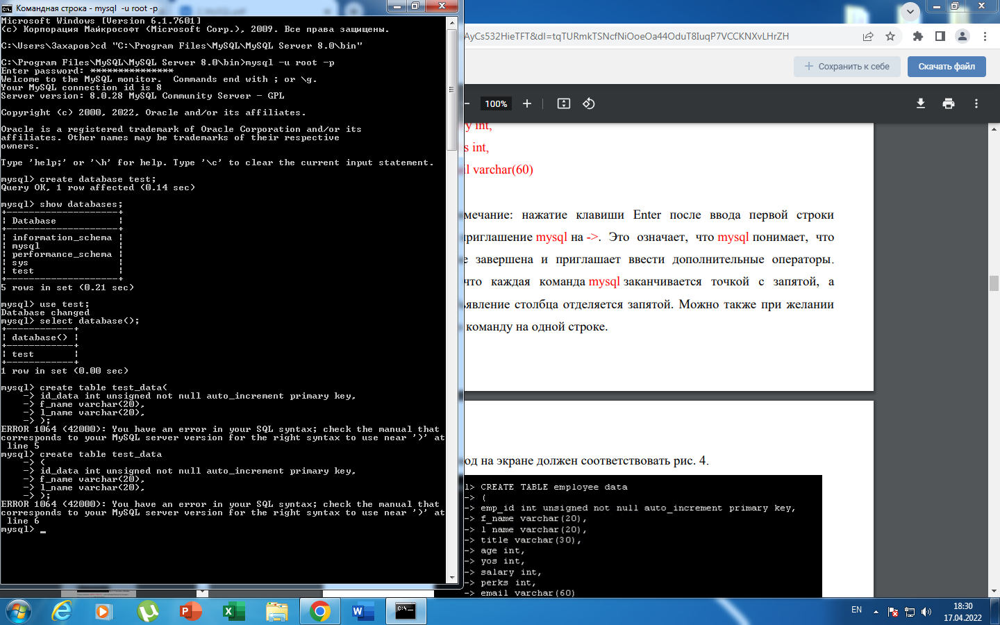 Командная строка - mysql -u root -p
Microsoft Windows [Version 6.1.7601]
(c) Корпорация Майкрософт (Microsoft Corp.), 2009. Все права защищены.
C:\Users\Захаров>cd "C:\Program Files\MySQL\MySQL Server 8.0\bin"
C:\Program Files\MySQL\MySQL Server 8.0\bin>mysql -u root -p
Enter password: ***************
Welcome to the MySQL monitor.  Commands end with ; or \g.
Your MySQL connection id is 8
Server version: 8.0.28 MySQL Community Server - GPL
Copyright (c) 2000, 2022, Oracle and/or its affiliates.
Oracle is a registered trademark of Oracle Corporation and/or its
affiliates. Other names may be trademarks of their respective
owners.
Type 'help;' or '\h' for help. Type '\c' to clear the current input statement.
mysql> create database test;
Query OK, 1 row affected (0.14 sec)
mysql> show databases;
+--------------------+
| Database           |
+--------------------+
| information_schema |
| mysql              |
| performance_schema |
| sys                |
| test               |
+--------------------+
5 rows in set (0.21 sec)
mysql> use test;
Database changed
mysql> select database();
+------------+
| database() |
+------------+
| test       |
+------------+
1 row in set (0.00 sec)
mysql> create table test_data(
    -> id_data int unsigned not null auto_increment primary key,
    -> f_name varchar(20),
    -> l_name varchar(20),
    -> );
ERROR 1064 (42000): You have an error in your SQL syntax; check the manual that
corresponds to your MySQL server version for the right syntax to use near ')' at
 line 5
mysql> create table test_data
    -> (
    -> id_data int unsigned not null auto_increment primary key,
    -> f_name varchar(20),
    -> l_name varchar(20),
    -> );
ERROR 1064 (42000): You have an error in your SQL syntax; check the manual that
corresponds to your MySQL server version for the right syntax to use near ')' at
 line 6
mysql> _
AyCs532HieTFT&dl=tqTURmkTSNcfNiOoeOa44OduT8IuqP7VCCKNXvLHrZH
+ Сохранить к себе
Скачать файл
100%
y int,
s int,
il varchar(60)
мечание: нажатие клавиши Enter после ввода первой строки
приглашение mysql на ->. Это означает, что mysql понимает, что
е завершена и приглашает ввести дополнительные операторы.
что каждая команда mysql заканчивается точкой с запятой, а
ъявление столбца отделяется запятой. Можно также при желании
команду на одной строке.
од на экране должен соответствовать рис. 4.
l> CREATE TABLE employee data
-> (
-> emp_id int unsigned not null auto_increment primary key,
-> f_name varchar(20),
-> l name varchar(20),
-> title varchar(30),
-> age int,
-> yos int,
-> salary int,
-> perks int,
-> email varchar(60)
EN
18:30
17.04.2022